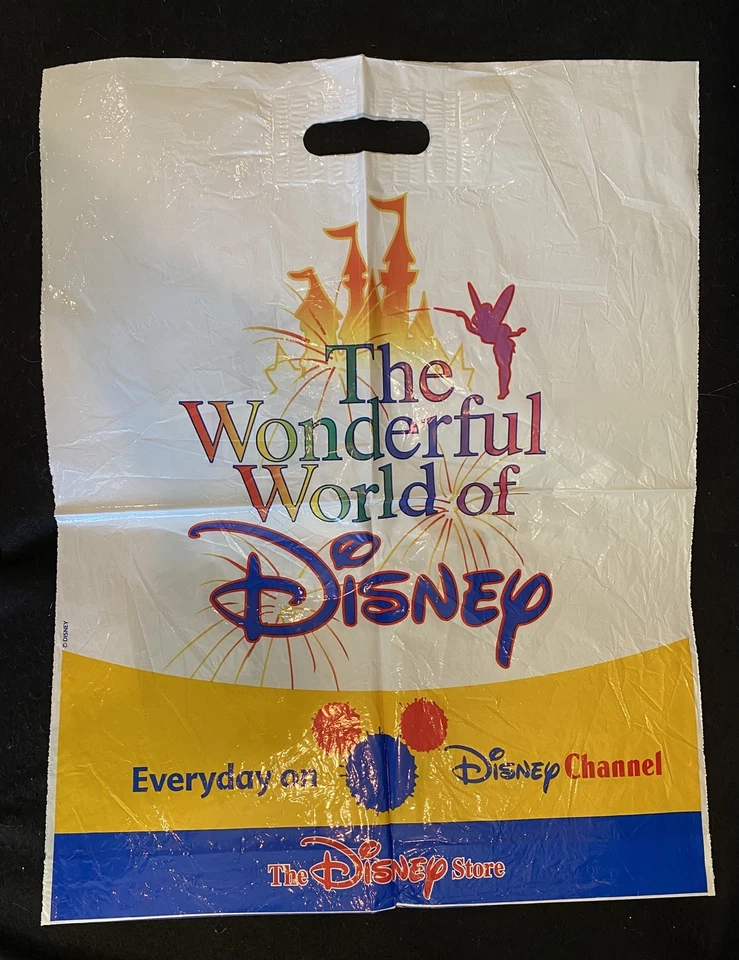 The
Wonderful
World of
Disney
© DISNEY
Everyday on Disney Channel
The Disney Store